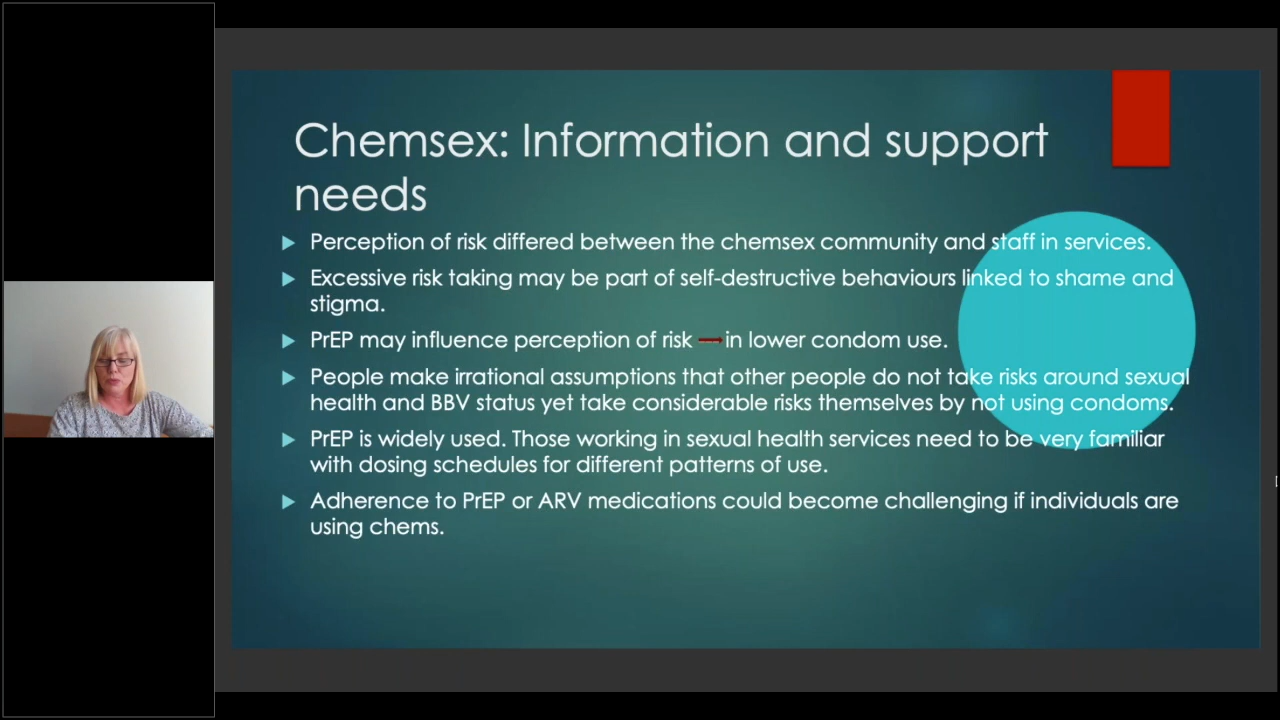 Chemsex: Information and support
needs
Perception of risk differed between the chemsex community and staff in services.
Excessive risk taking may be part of self-destructive behaviours linked to shame and
stigma.
PrEP may influence perception of risk in lower condom use.
People make irrational assumptions that other people do not take risks around sexual
health and BBV status yet take considerable risks themselves by not using condoms.
PrEP is widely used. Those working in sexual health services need to be very familiar
with dosing schedules for different patterns of use.
Adherence to PrEP or ARV medications could become challenging if individuals are
using chems.